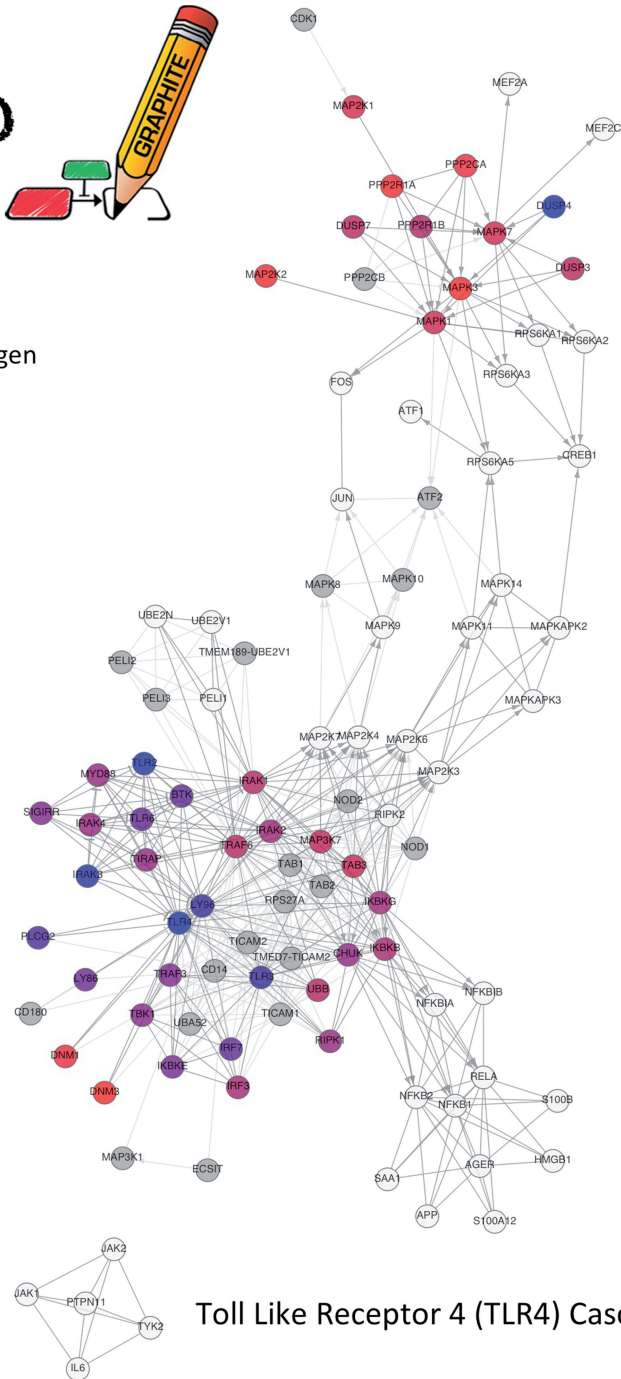 CDK1
GRAPHITE
MEF2A
MAP2K1
MEF2C
PPP2CA
PPP2R1A
DUSP4
DUSP7
PPP2R1B
MAPK7
MAP2K2
PPP2CB
DUSP3
MAPK3
MAPK1
RPS6KA1
RPS6KA2
gen
RPS6KA3
FOS
ATF1
CREB1
RPS6KA5
JUN
ATF2
MAPK8
MAPK10
MAPK14
UBE2N
UBE2V1
MAPK9
MAPK11
MAPKAPK2
TMEM189-UBE2V1
PELI2
PELI3
PELI1
MAPKAPK3
MAP2K7
MAP2K4
MAP2K6
TLR2
MAP2K3
MYD88
IRAK1
BTK
NOD2
SIGIRR
IRAK4
TLR6
RIPK2
IRAK2
MAP3K7
TRAF6
NOD1
TIRAP
TAB1
TAB3
IRAK3
TAB2
LY96
RPS27A
IKBKG
TLR4
PLCG2
TICAM2
TMED7-TICAM2
CHUK
IKBKB
LY86
TRAF3
CD14
TLR3
UBB
NFKBIA
NFKBIB
CD180
TBK1
UBA52
TICAM1
DNM1
IRF7
RIPK1
IKBKE
RELA
DNM3
IRF3
NFKB2
NFKB1
S100B
MAP3K1
ECSIT
AGER
HMGB1
SAA1
APP
S100A12
JAK2
JAK1
PTPN11
TYK2
Toll Like Receptor 4 (TLR4) Casc
IL6